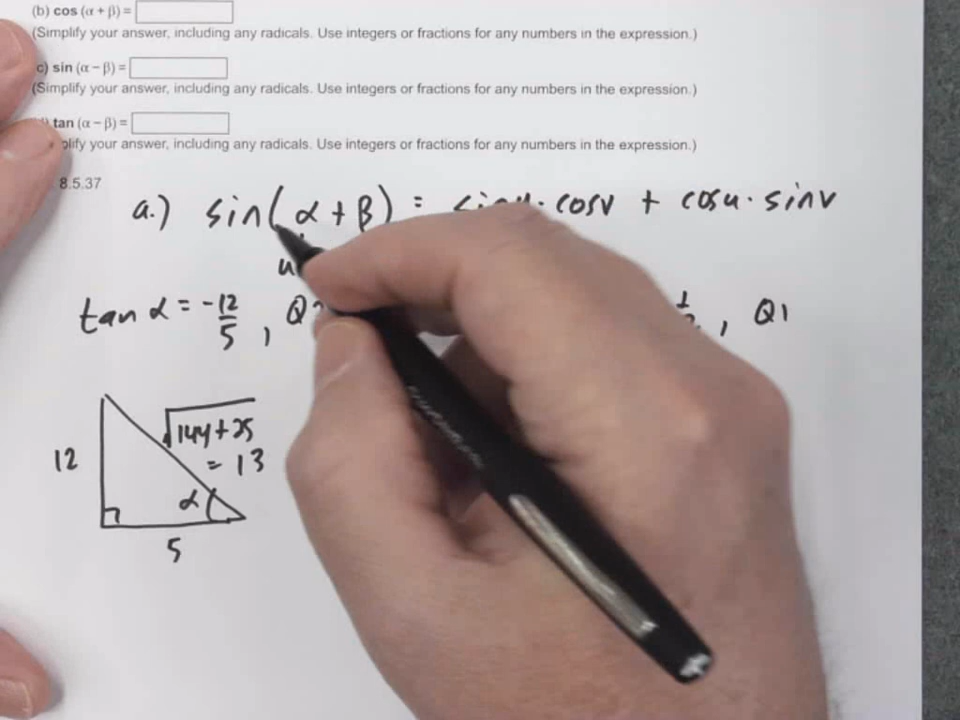 (b) cos (α + β) =
(Simplify your answer, including any radicals. Use integers or fractions for any numbers in the expression.)
c) sin (α − β) =
(Simplify your answer, including any radicals. Use integers or fractions for any numbers in the expression.)
) tan (α − β) =
plify your answer, including any radicals. Use integers or fractions for any numbers in the expression.)
8.5.37
a.) sin(α + β) = · cosv + cosu · sinv
u
tan α = -12/5 , Q , Q1
√144+25
12 = 13
α
5